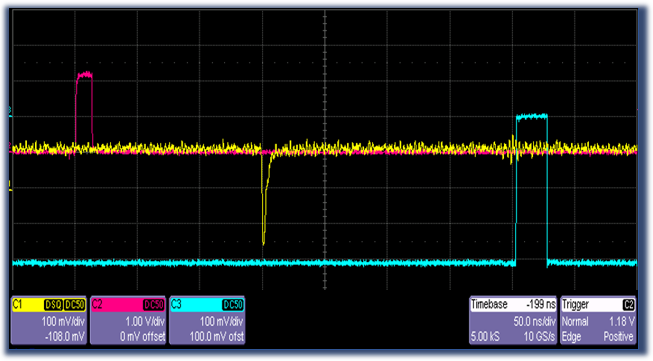 C1 DSQ DC50
100 mV/div
-108.0 mV
C2 DC50
1.00 V/div
0 mV offset
C3 DC50
100 mV/div
100.0 mV ofst
Timebase -199 ns
50.0 ns/div
5.00 kS 10 GS/s
Trigger C2
Normal 1.18 V
Edge Positive